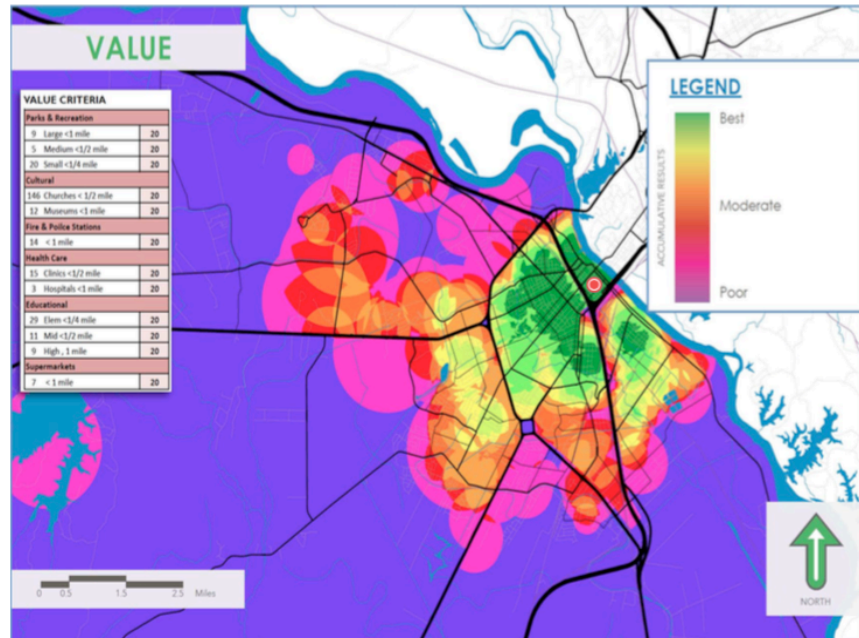 VALUE
VALUE CRITERIA
Parks & Recreation
9 Large <1 mile 20
5 Medium <1/2 mile 20
20 Small <1/4 mile 20
Cultural
146 Churches < 1/2 mile 20
12 Museums <1 mile 20
Fire & Police Stations
14 < 1 mile 20
Health Care
15 Clinics <1/2 mile 20
3 Hospitals <1 mile 20
Educational
29 Elem <1/4 mile 20
11 Mid <1/2 mile 20
9 High , 1 mile 20
Supermarkets
7 < 1 mile 20
LEGEND
Best
Moderate
Poor
ACCUMULATIVE RESULTS
0 0.5 1.5 2.5 Miles
NORTH